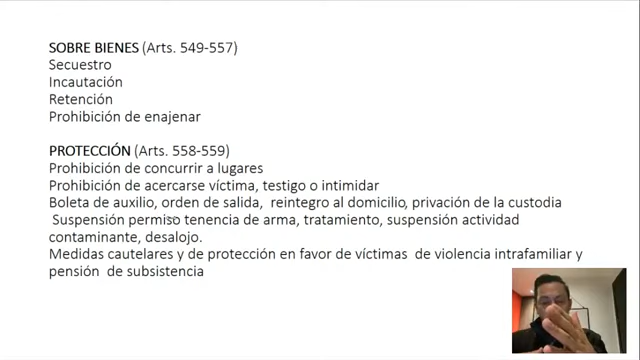 SOBRE BIENES (Arts. 549-557)
Secuestro
Incautación
Retención
Prohibición de enajenar
PROTECCIÓN (Arts. 558-559)
Prohibición de concurrir a lugares
Prohibición de acercarse víctima, testigo o intimidar
Boleta de auxilio, orden de salida, reintegro al domicilio, privación de la custodia
Suspensión permiso tenencia de arma, tratamiento, suspensión actividad
contaminante, desalojo.
Medidas cautelares y de protección en favor de víctimas de violencia intrafamiliar y
pensión de subsistencia